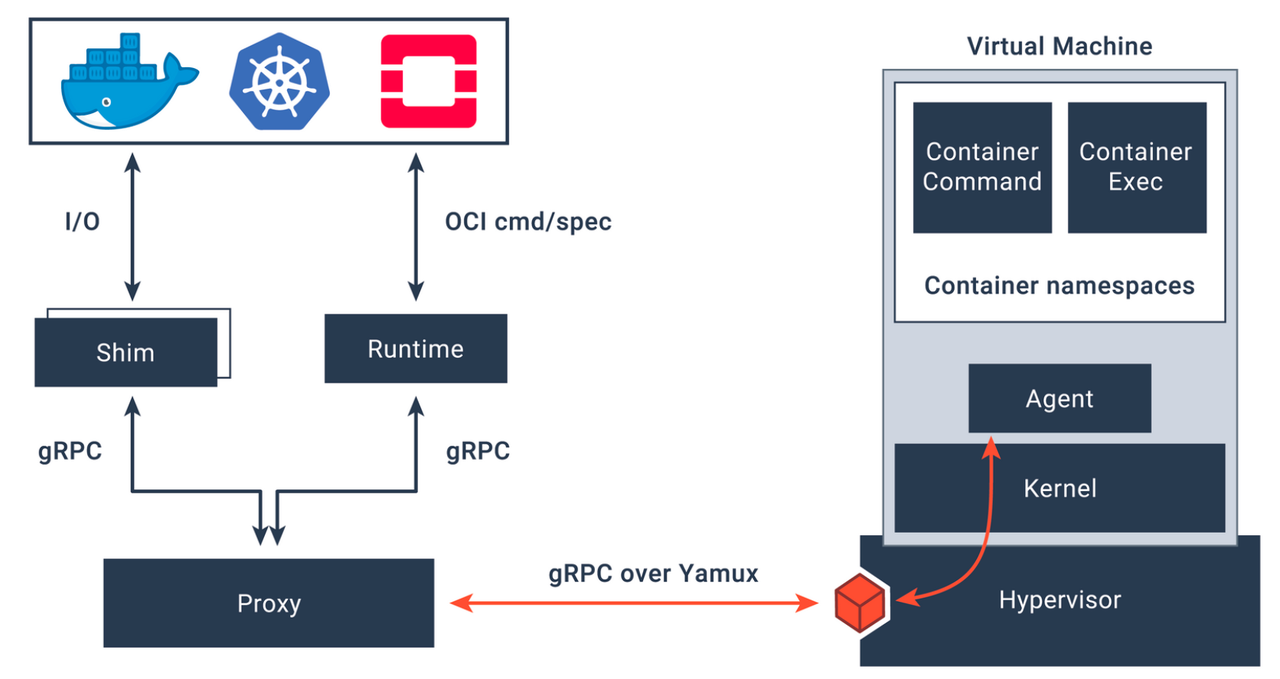 Virtual Machine
Container
Command
Container
Exec
I/O
OCI cmd/spec
Container namespaces
Shim
Runtime
Agent
gRPC
gRPC
Kernel
gRPC over Yamux
Proxy
Hypervisor